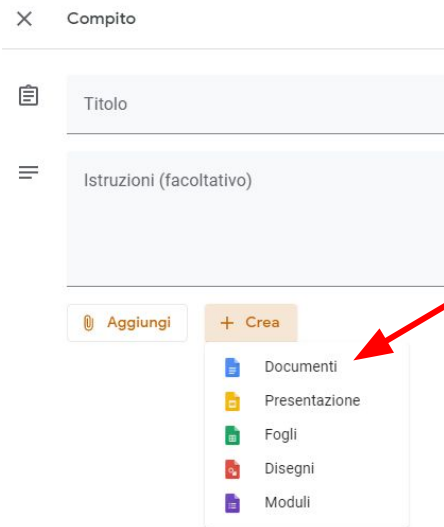 Compito
Titolo
Istruzioni (facoltativo)
Aggiungi + Crea
Documenti
Presentazione
Fogli
Disegni
Moduli